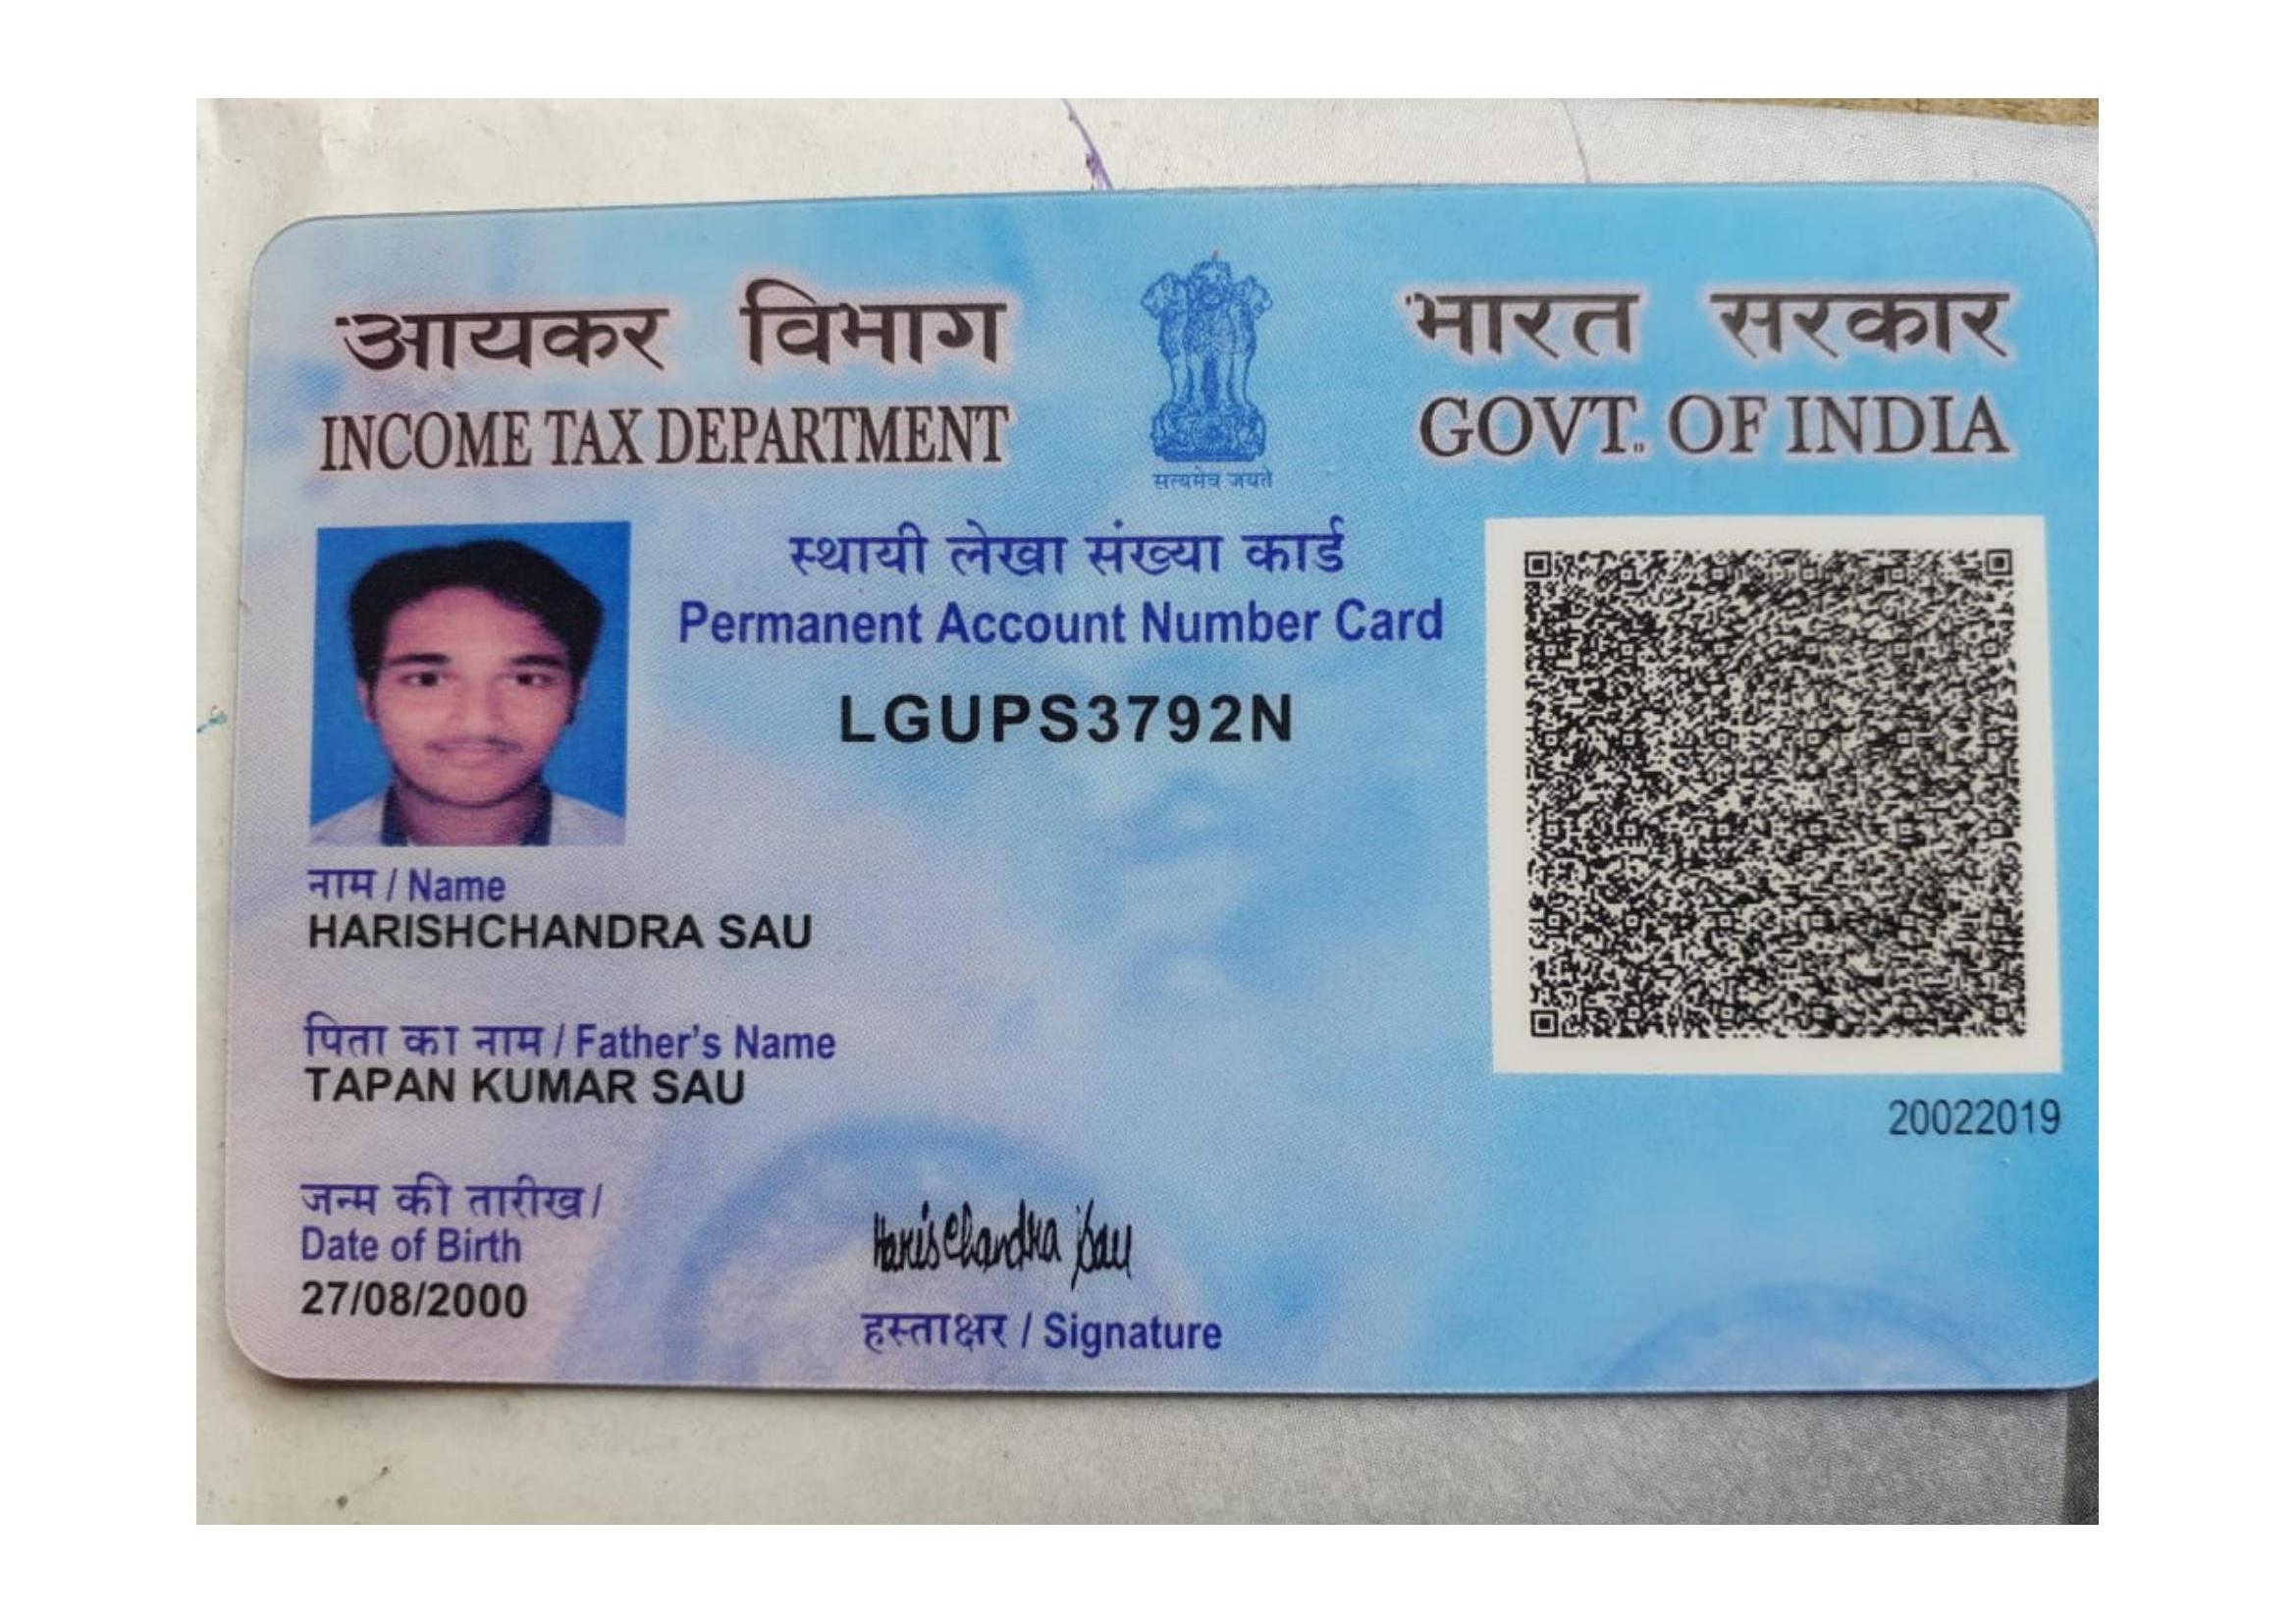 आयकर विभाग
INCOME TAX DEPARTMENT
सत्यमेव जयते
भारत सरकार
GOVT. OF INDIA
स्थायी लेखा संख्या कार्ड
Permanent Account Number Card
LGUPS3792N
नाम / Name
HARISHCHANDRA SAU
पिता का नाम / Father's Name
TAPAN KUMAR SAU
जन्म की तारीख /
Date of Birth
27/08/2000
Harischandra Sau
हस्ताक्षर / Signature
20022019